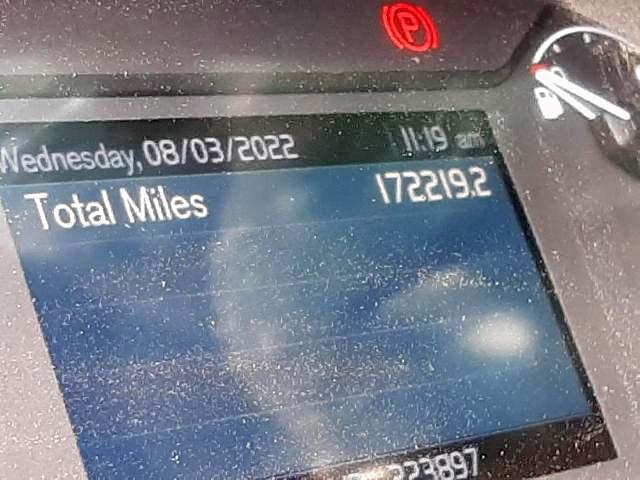 P
Wednesday, 08/03/2022 11:19 am
Total Miles 172219.2
223897